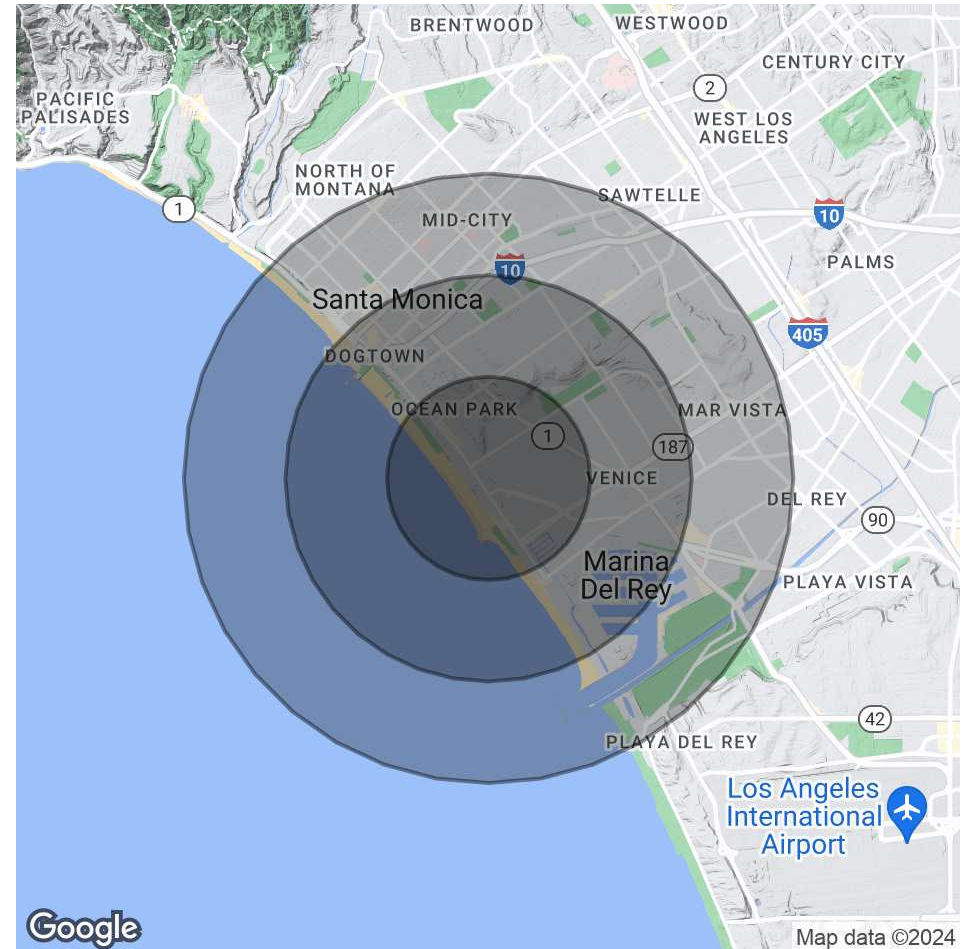 BRENTWOOD
WESTWOOD
CENTURY CITY
2
PACIFIC
PALISADES
WEST LOS
ANGELES
NORTH OF
MONTANA
SAWTELLE
1
MID-CITY
10
PALMS
10
Santa Monica
405
DOGTOWN
OCEAN PARK
MAR VISTA
1
187
VENICE
DEL REY
90
Marina
Del Rey
PLAYA VISTA
42
PLAYA DEL REY
Los Angeles
International
Airport
Google
Map data ©2024